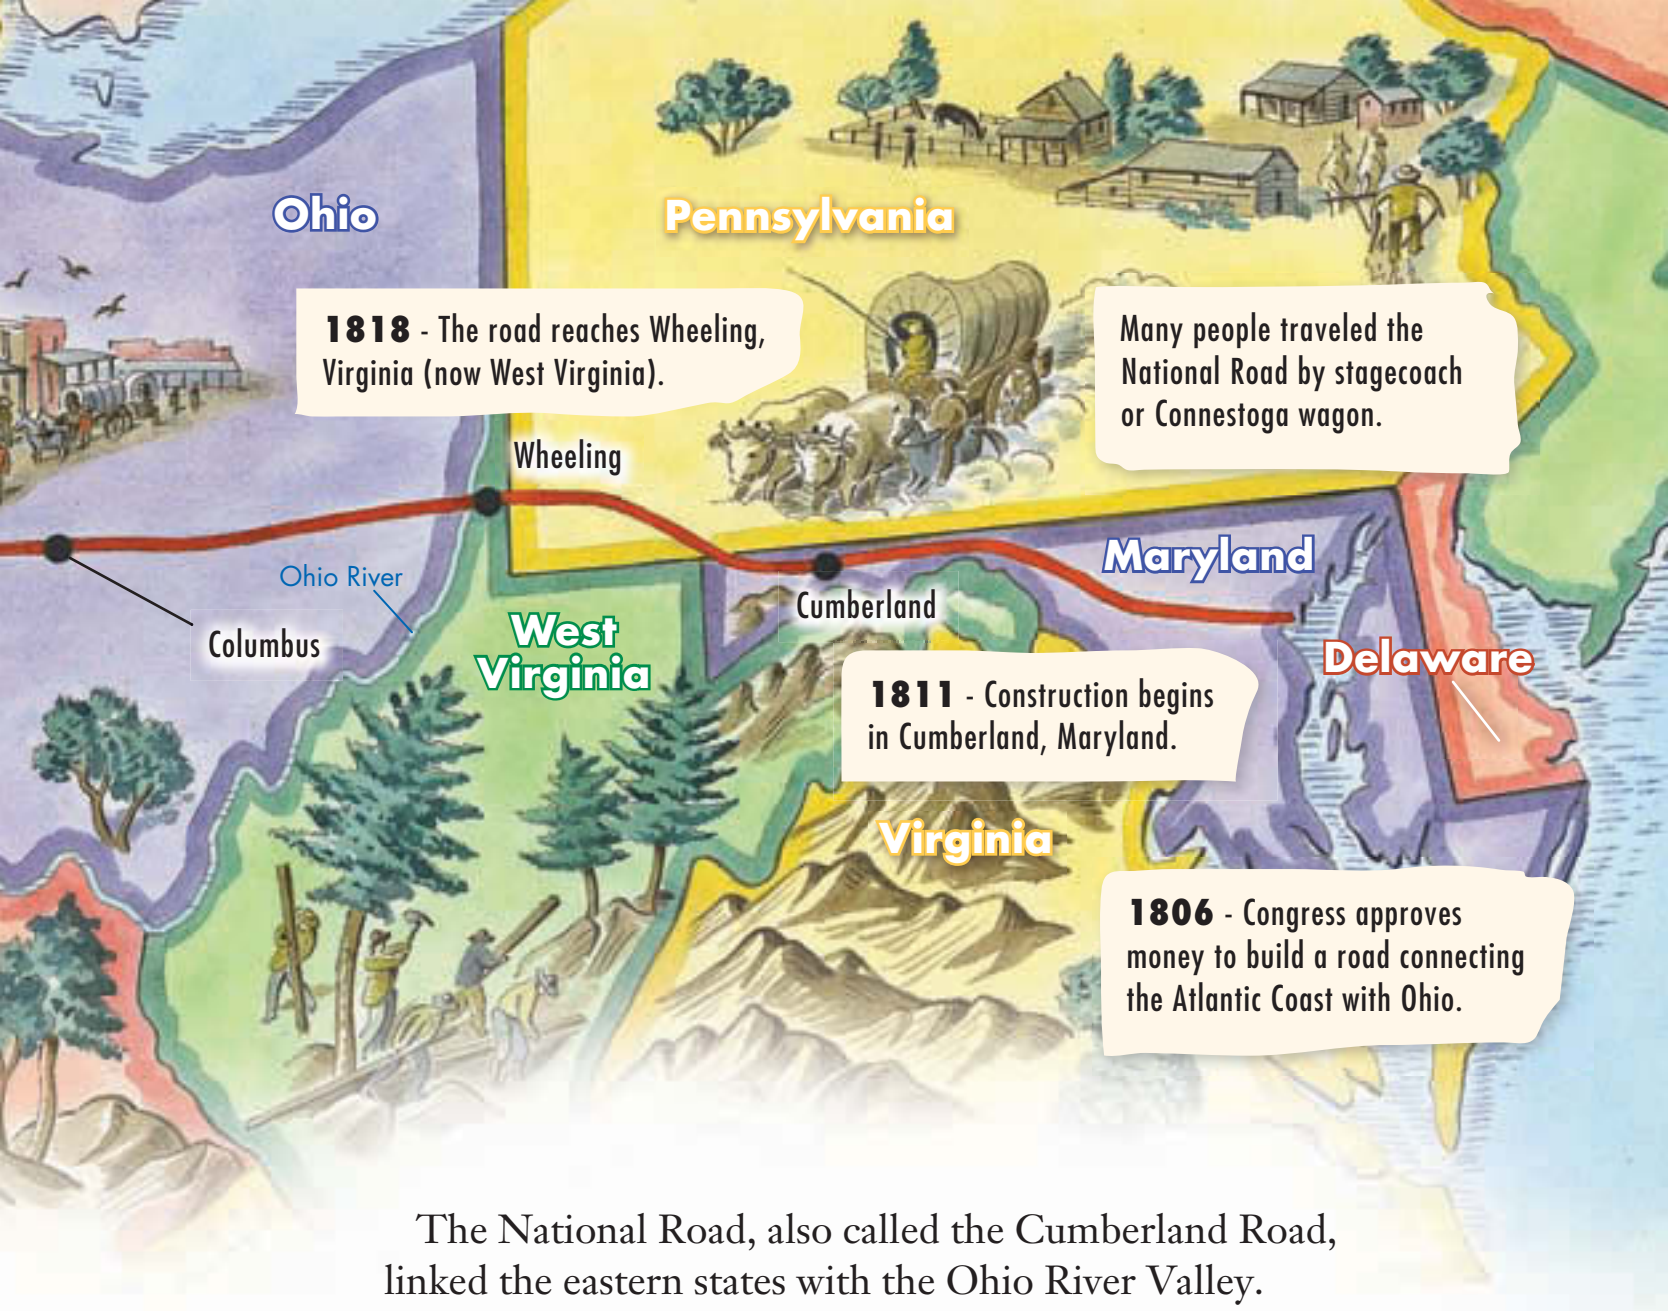 Ohio
Pennsylvania
1818 - The road reaches Wheeling,
Virginia (now West Virginia).
Many people traveled the
National Road by stagecoach
or Connestoga wagon.
Wheeling
Maryland
Ohio River
Cumberland
Columbus
West
Virginia
Delaware
1811 - Construction begins
in Cumberland, Maryland.
Virginia
1806 - Congress approves
money to build a road connecting
the Atlantic Coast with Ohio.
The National Road, also called the Cumberland Road,
linked the eastern states with the Ohio River Valley.